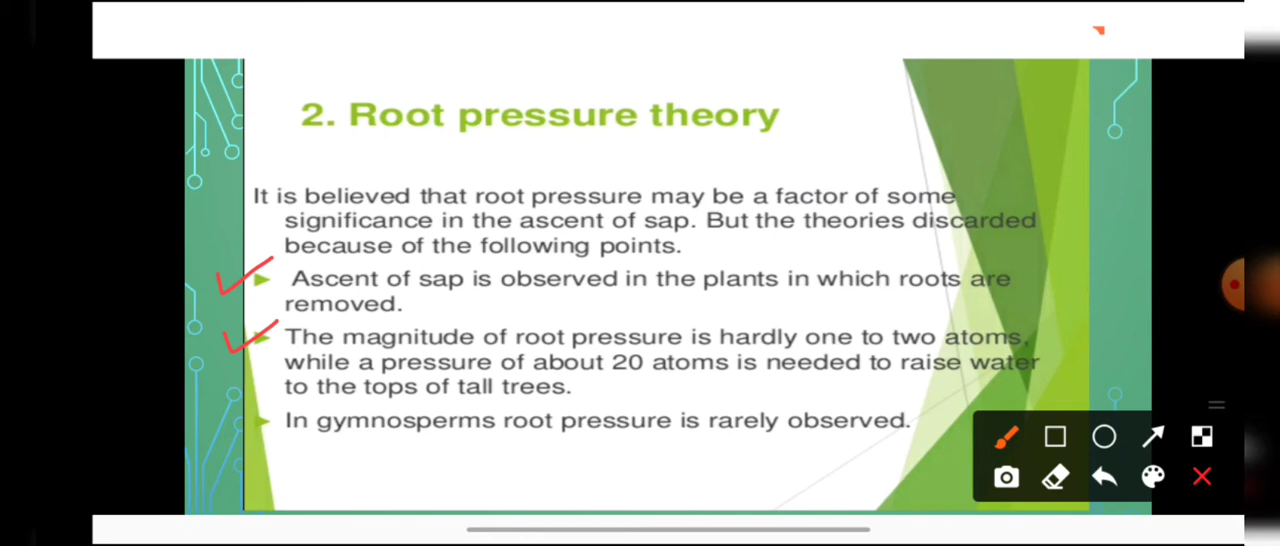 2. Root pressure theory
It is believed that root pressure may be a factor of some
significance in the ascent of sap. But the theories discarded
because of the following points.
Ascent of sap is observed in the plants in which roots are
removed.
The magnitude of root pressure is hardly one to two atoms,
while a pressure of about 20 atoms is needed to raise water
to the tops of tall trees.
In gymnosperms root pressure is rarely observed.